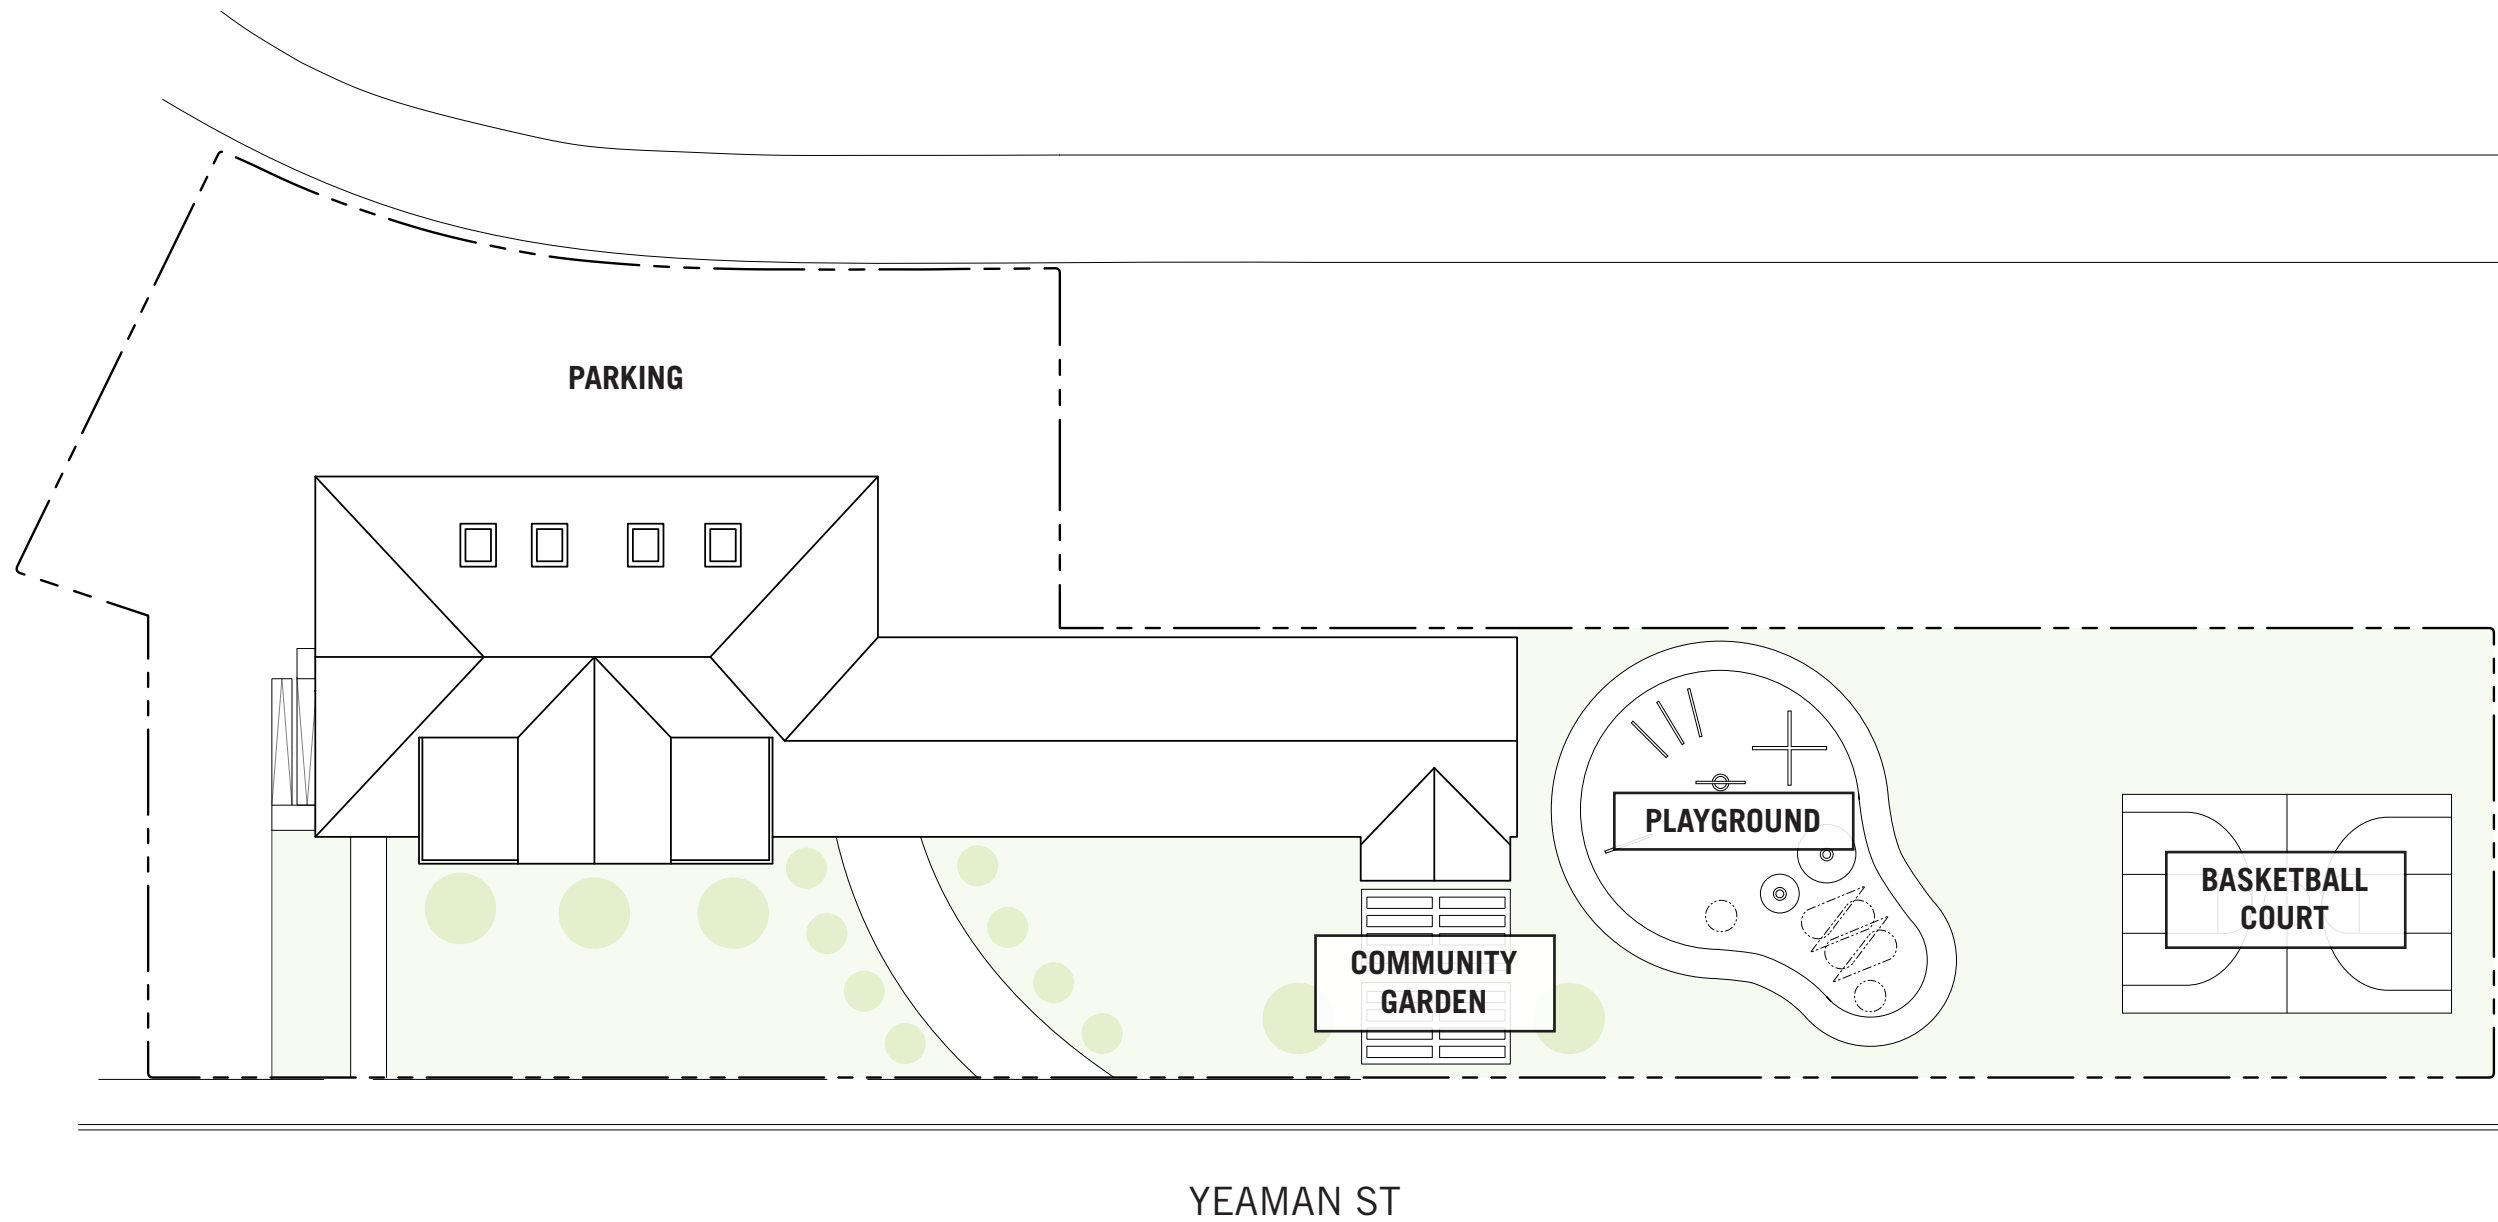 PARKING
PLAYGROUND
BASKETBALL
COURT
COMMUNITY
GARDEN
YEAMAN ST